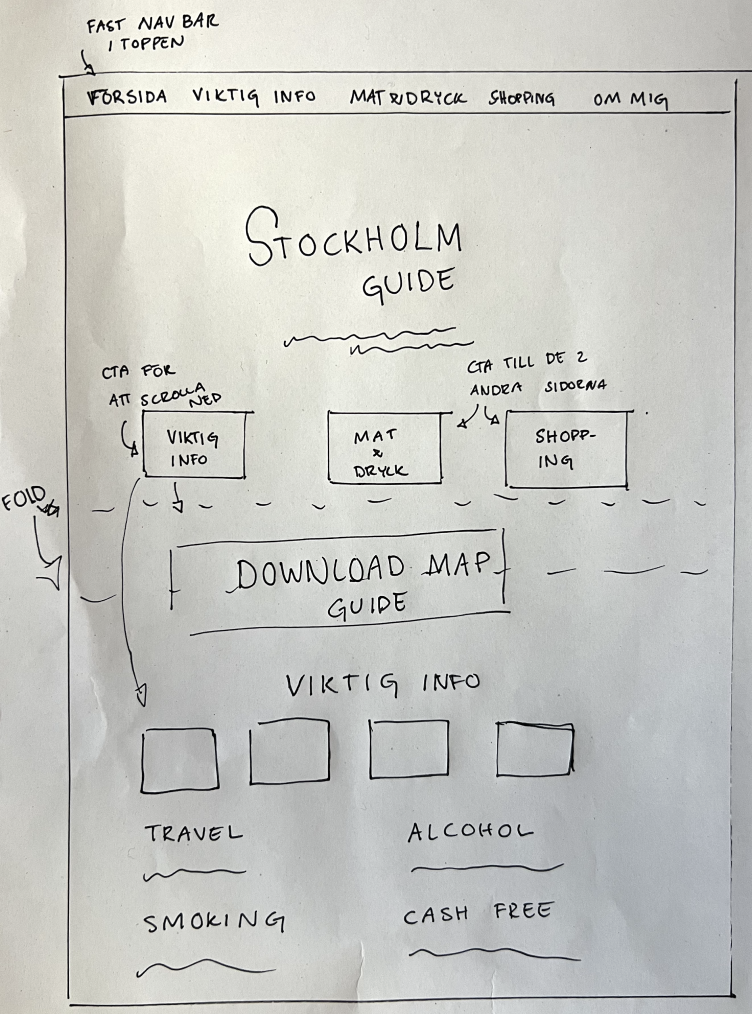 FAST NAV BAR
I TOPPEN
FÖRSIDA VIKTIG INFO MAT & DRYCK SHOPPING OM MIG
STOCKHOLM
GUIDE
CTA FÖR
ATT SCROLLA
NED
CTA TILL DE 2
ANDRA SIDORNA
VIKTIG
INFO
MAT
&
DRYCK
SHOPP-
ING
FOLD
DOWNLOAD MAP
GUIDE
VIKTIG INFO
TRAVEL
ALCOHOL
SMOKING
CASH FREE